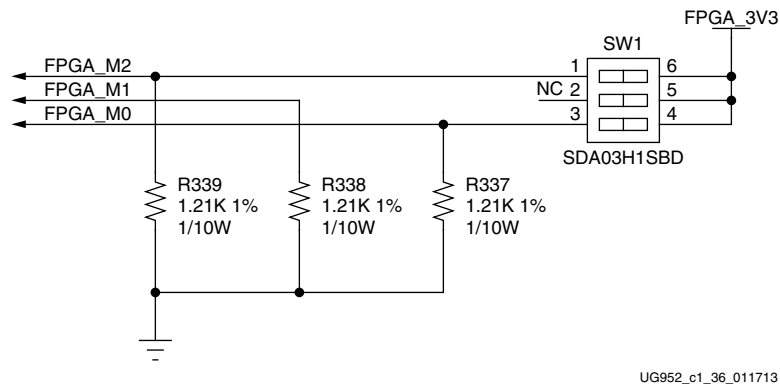 FPGA_3V3
SW1
FPGA_M2
1
6
FPGA_M1
NC 2
5
FPGA_M0
3
4
SDA03H1SBD
R339
1.21K 1%
1/10W
R338
1.21K 1%
1/10W
R337
1.21K 1%
1/10W
UG952_c1_36_011713